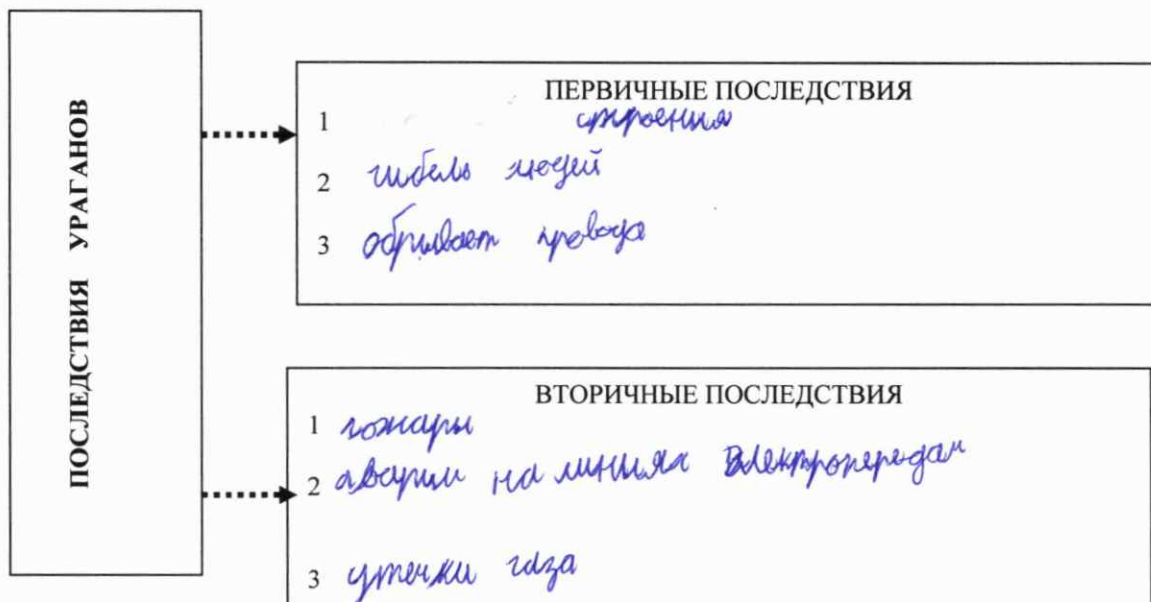 ПОСЛЕДСТВИЯ УРАГАНОВ
ПЕРВИЧНЫЕ ПОСЛЕДСТВИЯ
1 строения
2 гибель людей
3 обрывает провода
ВТОРИЧНЫЕ ПОСЛЕДСТВИЯ
1 пожары
2 аварии на линиях электропередач
3 утечки газа